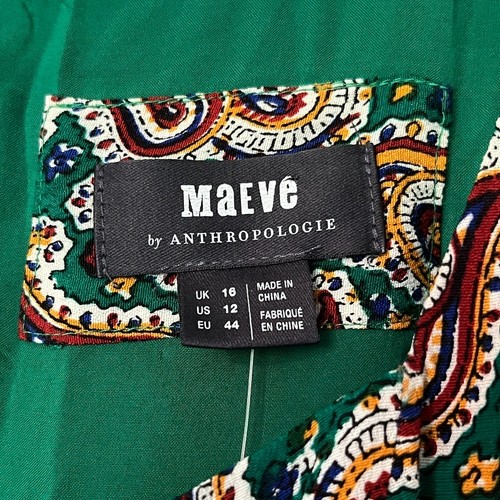 Maevé
by ANTHROPOLOGIE
UK 16
US 12
EU 44
MADE IN
CHINA
FABRIQUÉ
EN CHINE